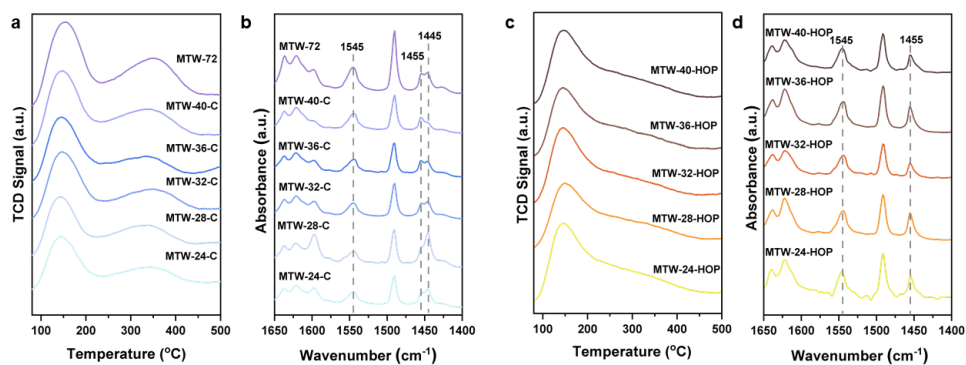 a
TCD Signal (a.u.)
MTW-72
MTW-40-C
MTW-36-C
MTW-32-C
MTW-28-C
MTW-24-C
100 200 300 400 500
Temperature (°C)
b
Absorbance (a.u.)
1545
1455
1445
MTW-72
MTW-40-C
MTW-36-C
MTW-32-C
MTW-28-C
MTW-24-C
1650 1600 1550 1500 1450 1400
Wavenumber (cm⁻¹)
c
TCD Signal (a.u.)
MTW-40-HOP
MTW-36-HOP
MTW-32-HOP
MTW-28-HOP
MTW-24-HOP
100 200 300 400 500
Temperature (°C)
d
Absorbance (a.u.)
MTW-40-HOP
1545
1455
MTW-36-HOP
MTW-32-HOP
MTW-28-HOP
MTW-24-HOP
1650 1600 1550 1500 1450 1400
Wavenumber (cm⁻¹)